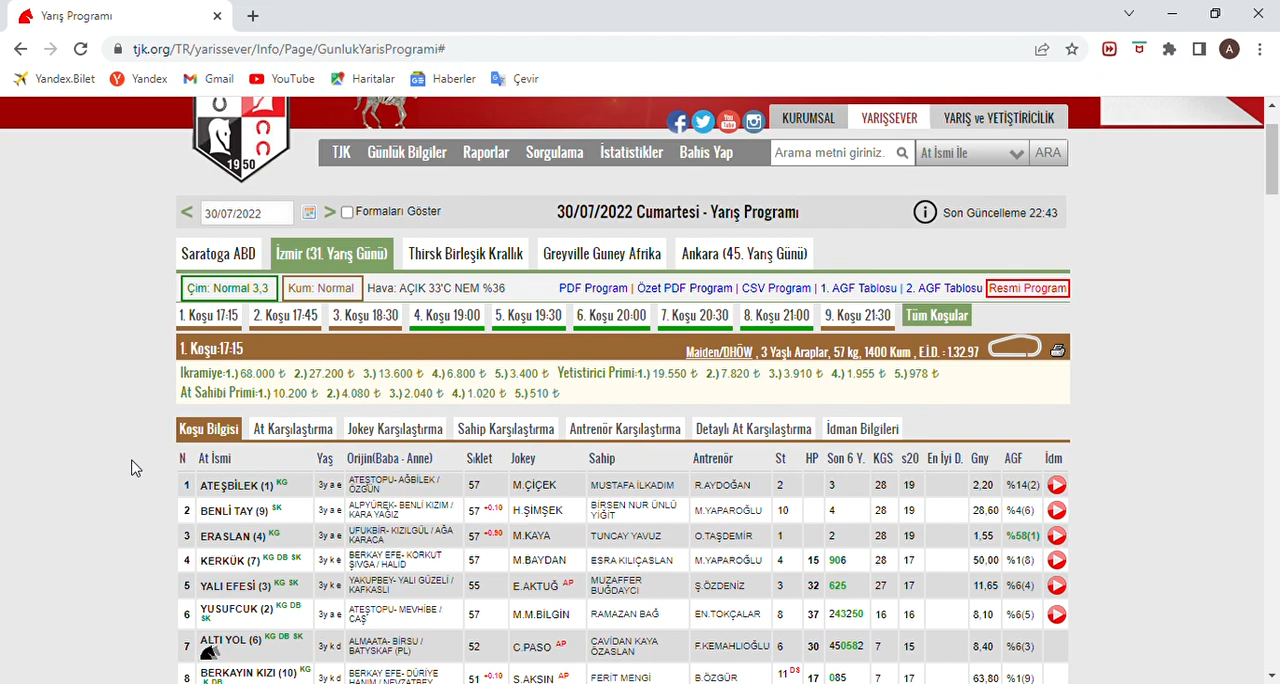 Yarış Programı
tjk.org/TR/yarissever/Info/Page/GunlukYarisProgrami#
A
Yandex.Bilet Yandex Gmail YouTube Haritalar Haberler Çevir
C C C
1950
You Tube
KURUMSAL YARIŞSEVER YARIŞ ve YETİŞTİRİCİLİK
TJK Günlük Bilgiler Raporlar Sorgulama İstatistikler Bahis Yap Arama metni giriniz. At İsmi İle ARA
< 30/07/2022 > Formaları Göster 30/07/2022 Cumartesi - Yarış Programı Son Güncelleme 22:43
Saratoga ABD İzmir (31. Yarış Günü) Thirsk Birleşik Krallık Greyville Guney Afrika Ankara (45. Yarış Günü)
Çim: Normal 3,3 Kum: Normal Hava: AÇIK 33'C NEM %36 PDF Program | Özet PDF Program | CSV Program | 1. AGF Tablosu | 2. AGF Tablosu Resmi Program
1. Koşu 17:15 2. Koşu 17:45 3. Koşu 18:30 4. Koşu 19:00 5. Koşu 19:30 6. Koşu 20:00 7. Koşu 20:30 8. Koşu 21:00 9. Koşu 21:30 Tüm Koşular
1. Koşu:17:15 Maiden/DHÖW , 3 Yaşlı Araplar, 57 kg, 1400 Kum , E.İ.D. : 1.32.97
Ikramiye:1.) 68.000 ₺ 2.) 27.200 ₺ 3.) 13.600 ₺ 4.) 6.800 ₺ 5.) 3.400 ₺ Yetistirici Primi:1.) 19.550 ₺ 2.) 7.820 ₺ 3.) 3.910 ₺ 4.) 1.955 ₺ 5.) 978 ₺
At Sahibi Primi:1.) 10.200 ₺ 2.) 4.080 ₺ 3.) 2.040 ₺ 4.) 1.020 ₺ 5.) 510 ₺
Koşu Bilgisi At Karşılaştırma Jokey Karşılaştırma Sahip Karşılaştırma Antrenör Karşılaştırma Detaylı At Karşılaştırma İdman Bilgileri
N At İsmi Yaş Orijin(Baba - Anne) Sıklet Jokey Sahip Antrenör St HP Son 6 Y. KGS s20 En İyi D. Gny AGF İdm
1 ATEŞBİLEK (1) KG 3y a e ATEŞTOPU- AĞBİLEK / ÖZGÜN 57 M.ÇİÇEK MUSTAFA İLKADIM R.AYDOĞAN 2 3 28 19 2,20 %14(2)
2 BENLİ TAY (9) SK 3y a e ALPYÜREK- BENLİ KIZIM / KARA YAĞIZ 57 +0.10 H.ŞİMŞEK BİRSEN NUR ÜNLÜ YİĞİT M.YAPAROĞLU 10 4 28 19 28,60 %4(6)
3 ERASLAN (4) KG 3y a e UFUKBİR- KIZILGÜL / AĞA KARACA 57 +0.50 M.KAYA TUNCAY YAVUZ O.TAŞDEMİR 1 2 28 19 1,55 %58(1)
4 KERKÜK (7) KG DB SK 3y k e BERKAY EFE- KORKUT ŞIVGA / HALİD 57 M.BAYDAN ESRA KILIÇASLAN M.YAPAROĞLU 4 15 906 28 17 50,00 %1(8)
5 YALI EFESİ (3) KG SK 3y a e YAKUPBEY- YALI GÜZELİ / KAFKASLI 55 E.AKTUĞ AP MUZAFFER BUĞDAYCI Ş.ÖZDENİZ 3 32 625 27 17 11,65 %6(4)
6 YUSUFCUK (2) KG DB SK 3y a e ATEŞTOPU- MEVHİBE / CAŞ 57 M.M.BİLGİN RAMAZAN BAĞ EN.TOKÇALAR 8 37 243250 16 16 8,10 %6(5)
7 ALTI YOL (6) KG DB SK 3y k d ALMAATA- BİRSU / BATYSKAF (PL) 52 C.PASO AP CAVİDAN KAYA ÖZASLAN F.KEMAHLIOĞLU 6 30 450582 7 15 8,40 %6(3)
8 BERKAYIN KIZI (10) KG K DB 3y k d BERKAY EFE- DÜRİYE HANIM / NEVZATBEY 51 +0.10 S.AKSIN AP FERİT MENGİ B.ÖZGÜR 11 DS 17 085 7 17 63,80 %1(9)